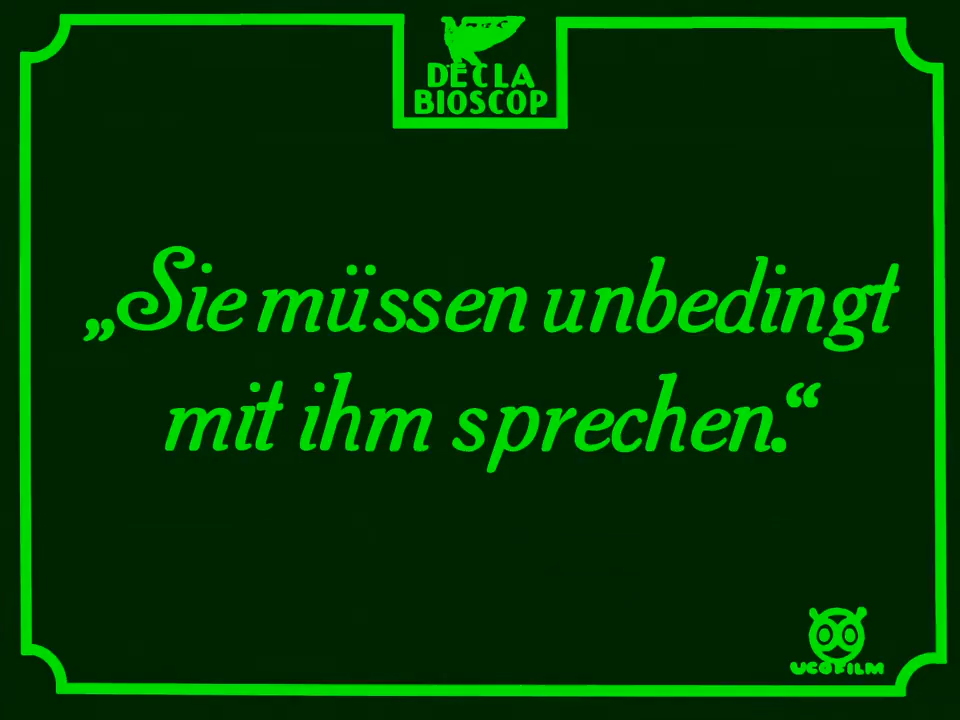 DECLA
BIOSCOP
„Sie müssen unbedingt
mit ihm sprechen.“
UCOFILM